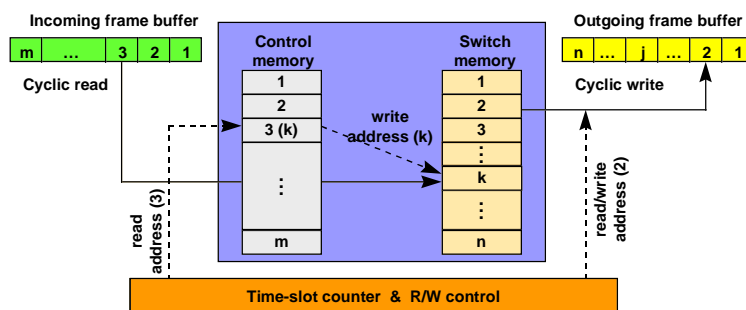 Incoming frame buffer
Outgoing frame buffer
m ... 3 2 1
n ... j ... 2 1
Control
memory
Switch
memory
Cyclic read
Cyclic write
1
2
3 (k)
⋮
m
write
address (k)
1
2
3
⋮
k
⋮
n
read
address (3)
read/write
address (2)
Time-slot counter & R/W control